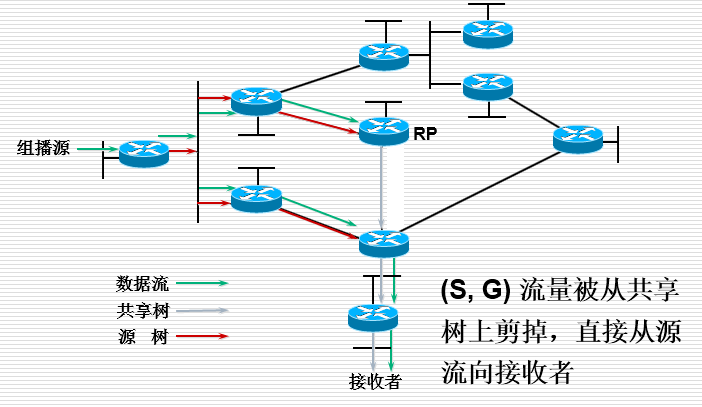 RP
组播源
数据流
共享树
源 树
(S, G) 流量被从共享
树上剪掉，直接从源
流向接收者
接收者